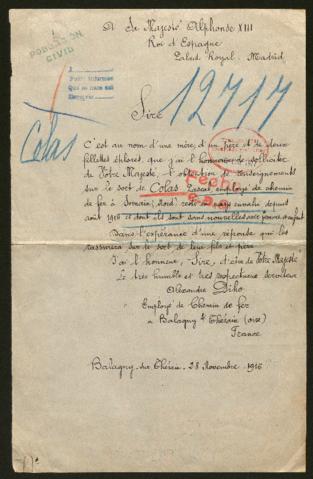 A Sa Majesté Alphonse XIII
Roi d'Espagne
Palais Royal. Madrid
POBLACION
CIVIL
Sire
12717
Colas
C'est au nom d'une mère, d'un père et de deux
fillettes éplorés que j'ai l'honneur de solliciter
de Votre Majesté, l'obtention de renseignements
sur le sort de Colas employé de chemin
de fer à Somain (Nord) resté en pays envahi depuis
août 1914 et dont ils sont sans nouvelles
Dans l'espérance d'une réponse qui les
rassurera sur le sort de leur fils et père
J'ai l'honneur, Sire, d'être de Votre Majesté
Le très humble et très respectueux serviteur
Alexandre Diho
Employé de Chemin de fer
à Balagny s/ Thérain (Oise)
France
Balagny-sur-Thérain, 28 Novembre 1916